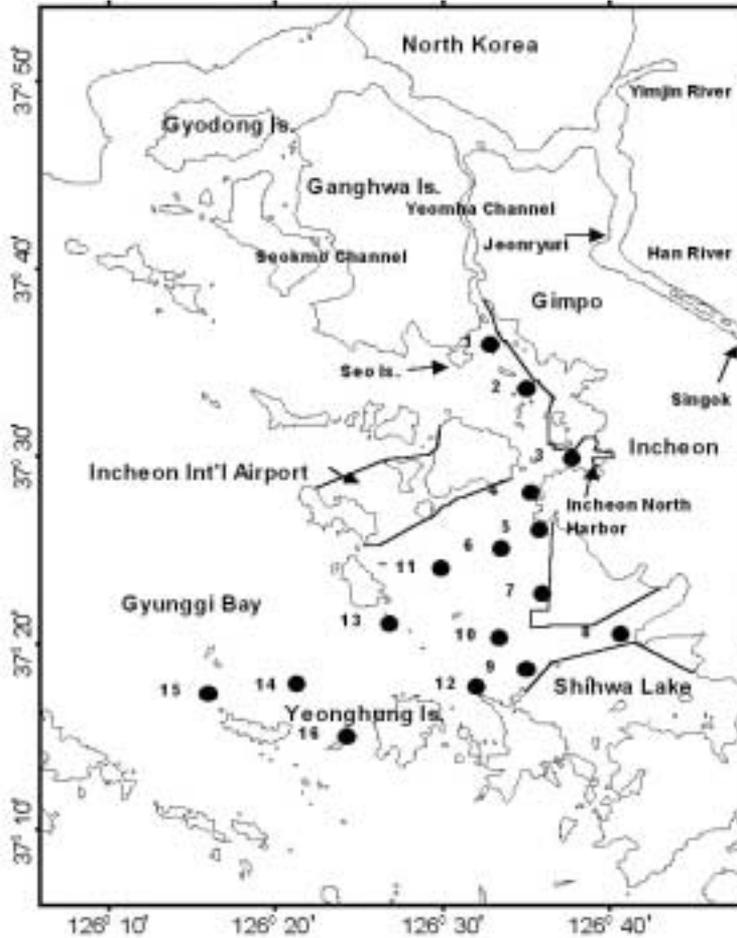 North Korea
37° 50'
Yimjin River
Gyodong Is.
Ganghwa Is.
Yeomha Channel
Jeonryuri
Han River
Seokmo Channel
37° 40'
Gimpo
1
Seo Is.
2
Singok
37° 30'
3
Incheon
Incheon Int'l Airport
4
Incheon North
Harbor
5
6
11
7
Gyunggi Bay
13
10
8
37° 20'
9
15
14
12
Shihwa Lake
Yeonghung Is.
16
37° 10'
126° 10'
126° 20'
126° 30'
126° 40'